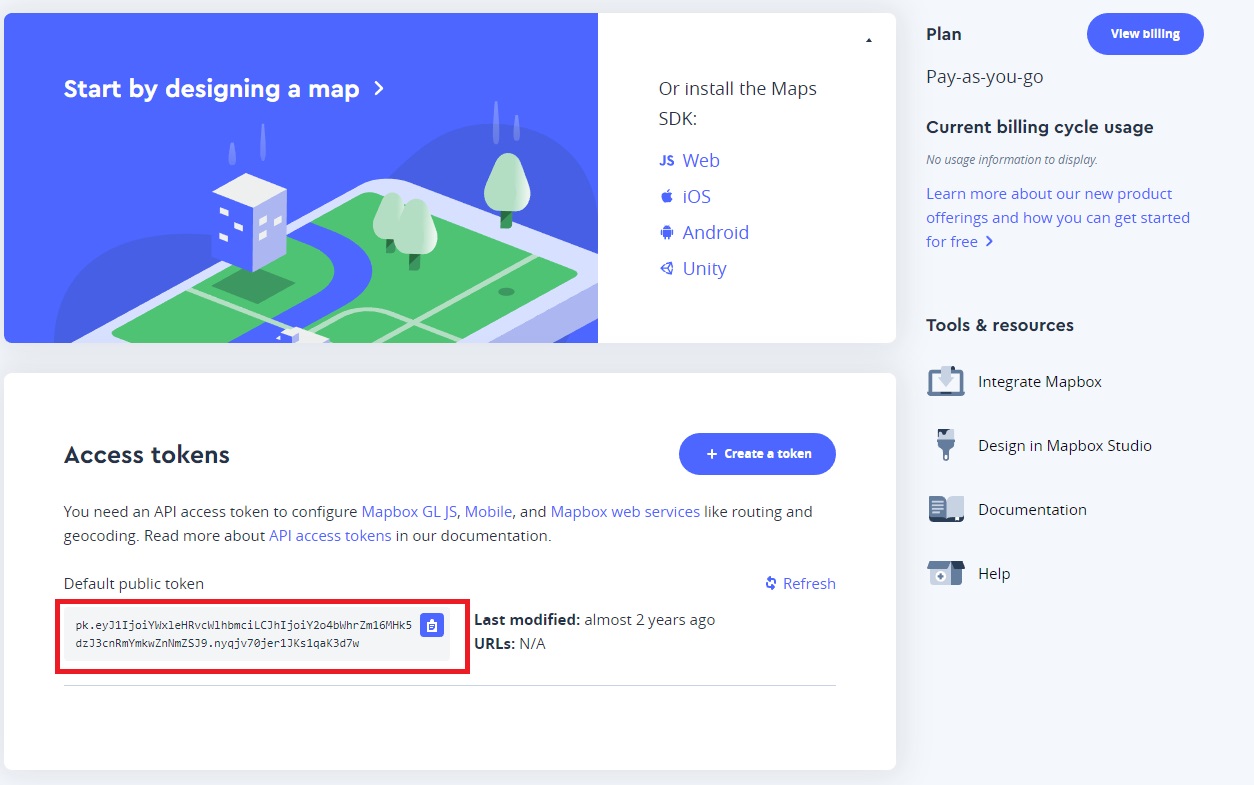 Start by designing a map
Or install the Maps
SDK:
JS Web
iOS
Android
Unity
Access tokens
+ Create a token
You need an API access token to configure Mapbox GL JS, Mobile, and Mapbox web services like routing and
geocoding. Read more about API access tokens in our documentation.
Default public token
Refresh
pk.eyJ1IjoiYWxleHRvcWlhbmciLCJhIjoiY2o4bWhrZm16MHk5
dzJ3cnRmYmkwZnNmZSJ9.nyqjv70jer1JKs1qaK3d7w
Last modified: almost 2 years ago
URLs: N/A
Plan
View billing
Pay-as-you-go
Current billing cycle usage
No usage information to display.
Learn more about our new product
offerings and how you can get started
for free
Tools & resources
Integrate Mapbox
Design in Mapbox Studio
Documentation
Help